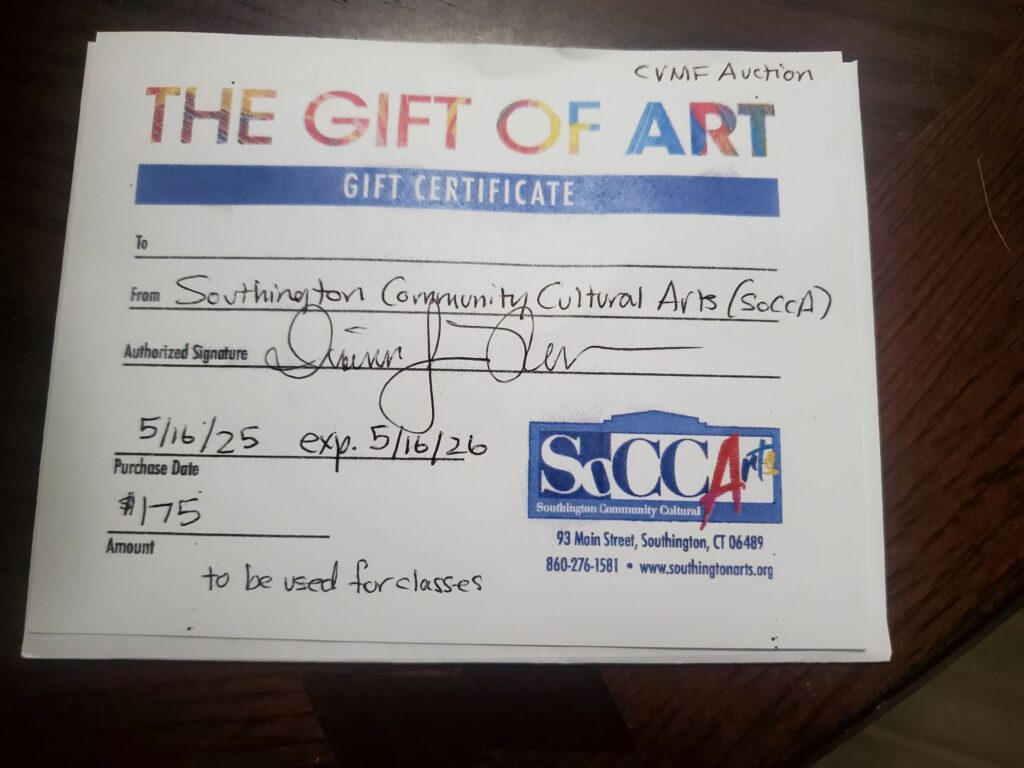 CVMF Auction
THE GIFT OF ART
GIFT CERTIFICATE
To
From Southington Community Cultural Arts (SoCCA)
Authorized Signature
5/16/25 exp. 5/16/26
Purchase Date
$175
Amount
to be used for classes
SoCCA Arts
Southington Community Cultural
93 Main Street, Southington, CT 06489
860-276-1581 • www.southingtonarts.org